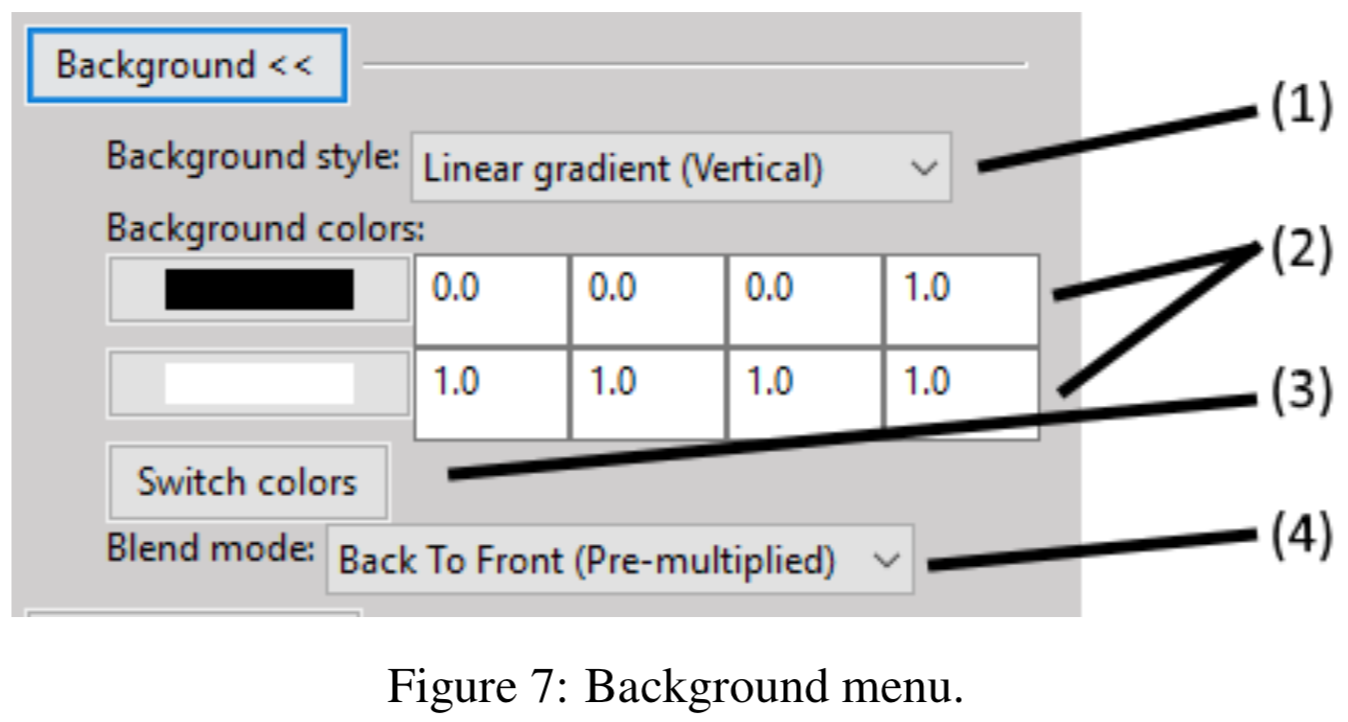 Background <<
(1)
Background style: Linear gradient (Vertical)
Background colors:
(2)
0.0 0.0 0.0 1.0
1.0 1.0 1.0 1.0
(3)
Switch colors
Blend mode: Back To Front (Pre-multiplied)
(4)
Figure 7: Background menu.